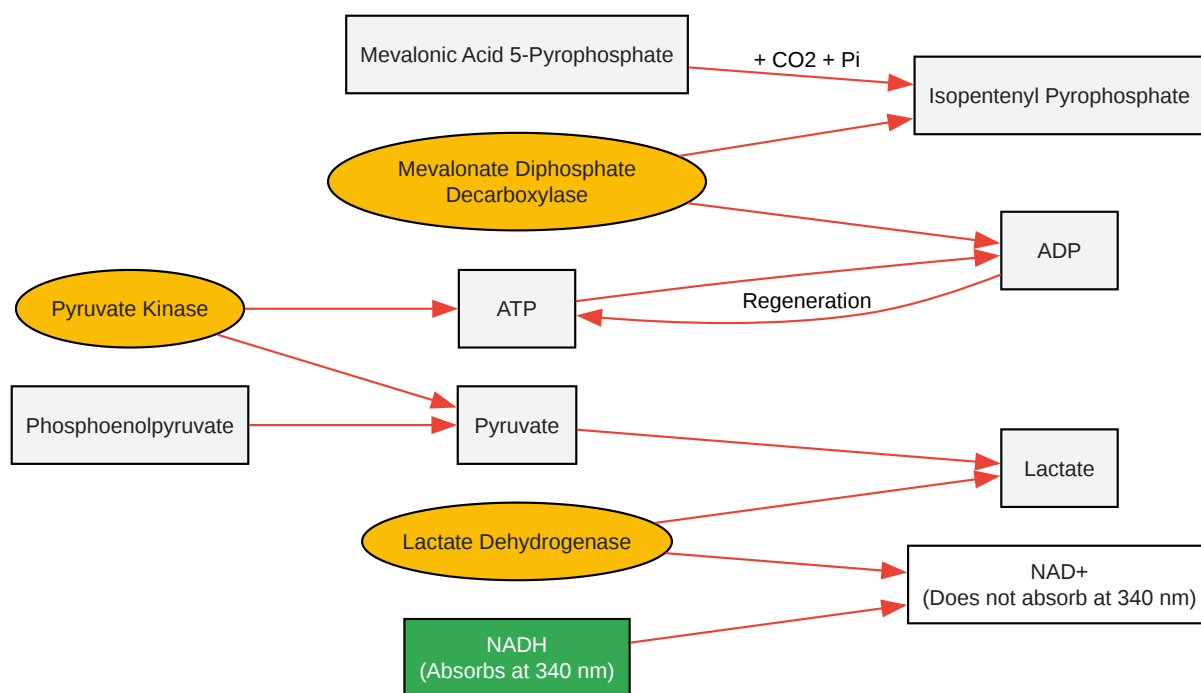 Mevalonic Acid 5-Pyrophosphate
+ CO2 + Pi
Isopentenyl Pyrophosphate
Mevalonate Diphosphate
Decarboxylase
ADP
Pyruvate Kinase
ATP
Regeneration
Phosphoenolpyruvate
Pyruvate
Lactate
Lactate Dehydrogenase
NAD+
(Does not absorb at 340 nm)
NADH
(Absorbs at 340 nm)